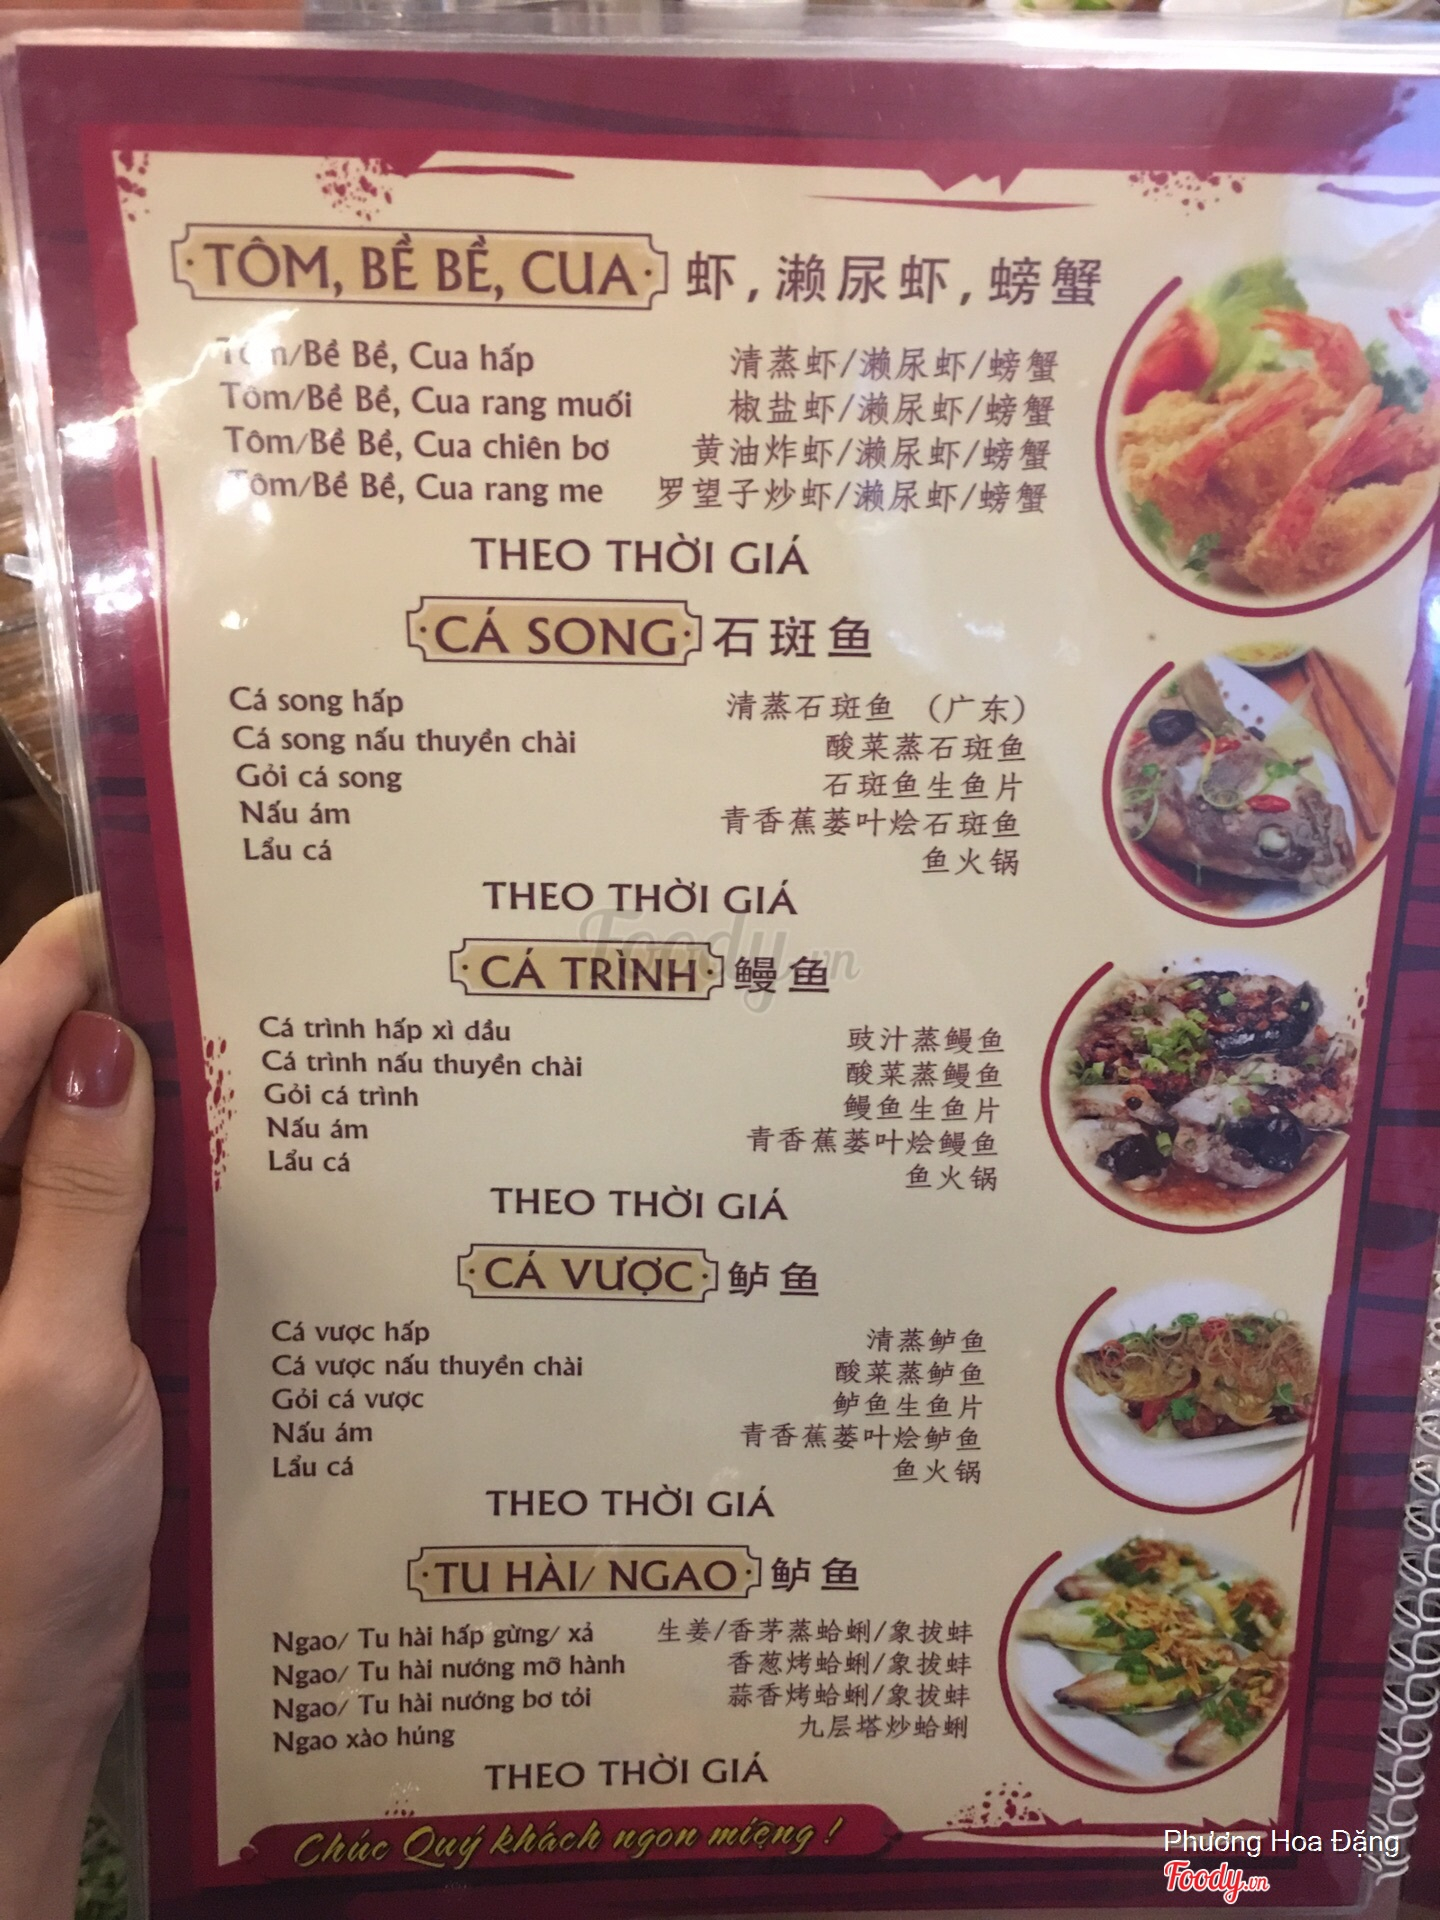 TÔM, BỀ BỀ, CUA 虾,濑尿虾,螃蟹
Tôm/Bề Bề, Cua hấp 清蒸虾/濑尿虾/螃蟹
Tôm/Bề Bề, Cua rang muối 椒盐虾/濑尿虾/螃蟹
Tôm/Bề Bề, Cua chiên bơ 黄油炸虾/濑尿虾/螃蟹
Tôm/Bề Bề, Cua rang me 罗望子炒虾/濑尿虾/螃蟹
THEO THỜI GIÁ
CÁ SONG 石斑鱼
Cá song hấp 清蒸石斑鱼 (广东)
Cá song nấu thuyền chài 酸菜蒸石斑鱼
Gỏi cá song 石斑鱼生鱼片
Nấu ám 青香蕉蒌叶烩石斑鱼
Lẩu cá 鱼火锅
THEO THỜI GIÁ
Foody.vn
CÁ TRÌNH 鳗鱼
Cá trình hấp xì dầu 豉汁蒸鳗鱼
Cá trình nấu thuyền chài 酸菜蒸鳗鱼
Gỏi cá trình 鳗鱼生鱼片
Nấu ám 青香蕉蒌叶烩鳗鱼
Lẩu cá 鱼火锅
THEO THỜI GIÁ
CÁ VƯỢC 鲈鱼
Cá vược hấp 清蒸鲈鱼
Cá vược nấu thuyền chài 酸菜蒸鲈鱼
Gỏi cá vược 鲈鱼生鱼片
Nấu ám 青香蕉蒌叶烩鲈鱼
Lẩu cá 鱼火锅
THEO THỜI GIÁ
TU HÀI/ NGAO 鲈鱼
Ngao/ Tu hài hấp gừng/ xả 生姜/香茅蒸蛤蜊/象拔蚌
Ngao/ Tu hài nướng mỡ hành 香葱烤蛤蜊/象拔蚌
Ngao/ Tu hài nướng bơ tỏi 蒜香烤蛤蜊/象拔蚌
Ngao xào húng 九层塔炒蛤蜊
THEO THỜI GIÁ
Chúc Quý khách ngon miệng !
Phương Hoa Đặng
Foody.vn